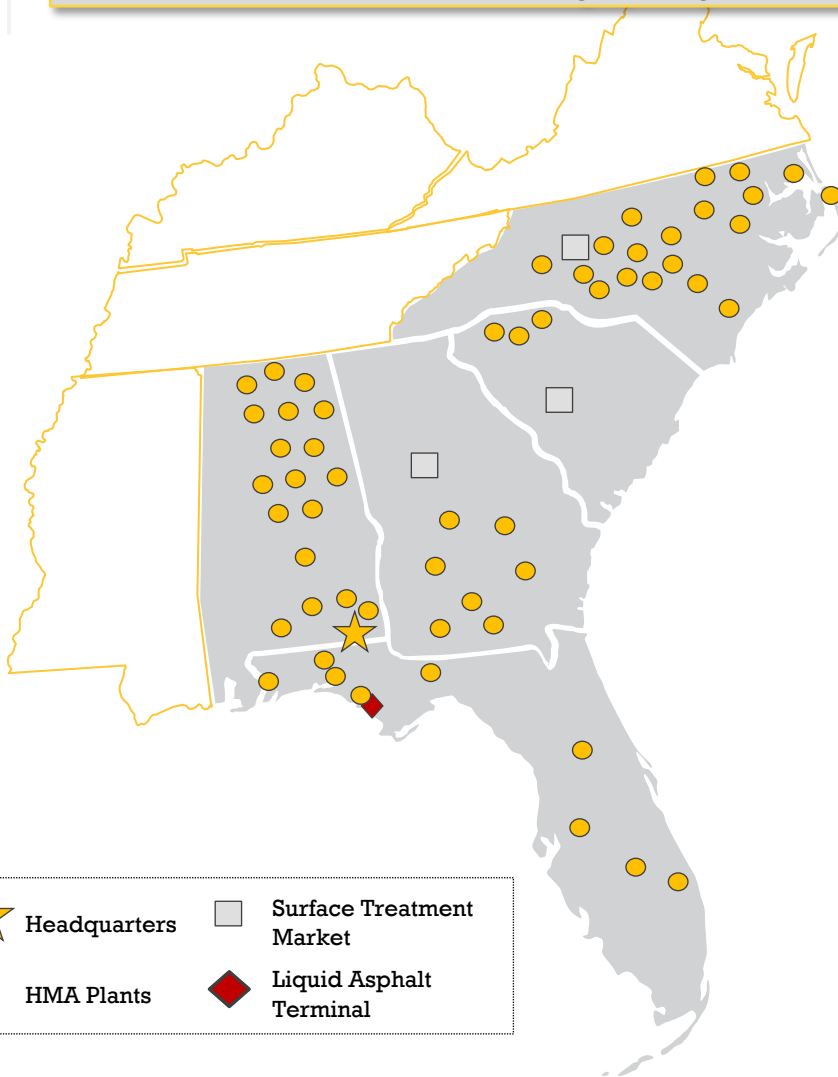 Headquarters
Surface Treatment
Market
HMA Plants
Liquid Asphalt
Terminal